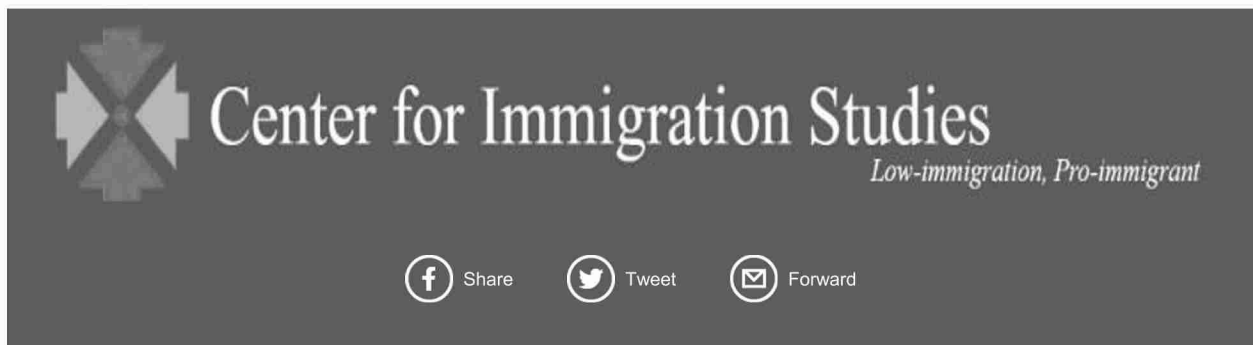 Center for Immigration Studies
Low-immigration, Pro-immigrant
Share Tweet Forward